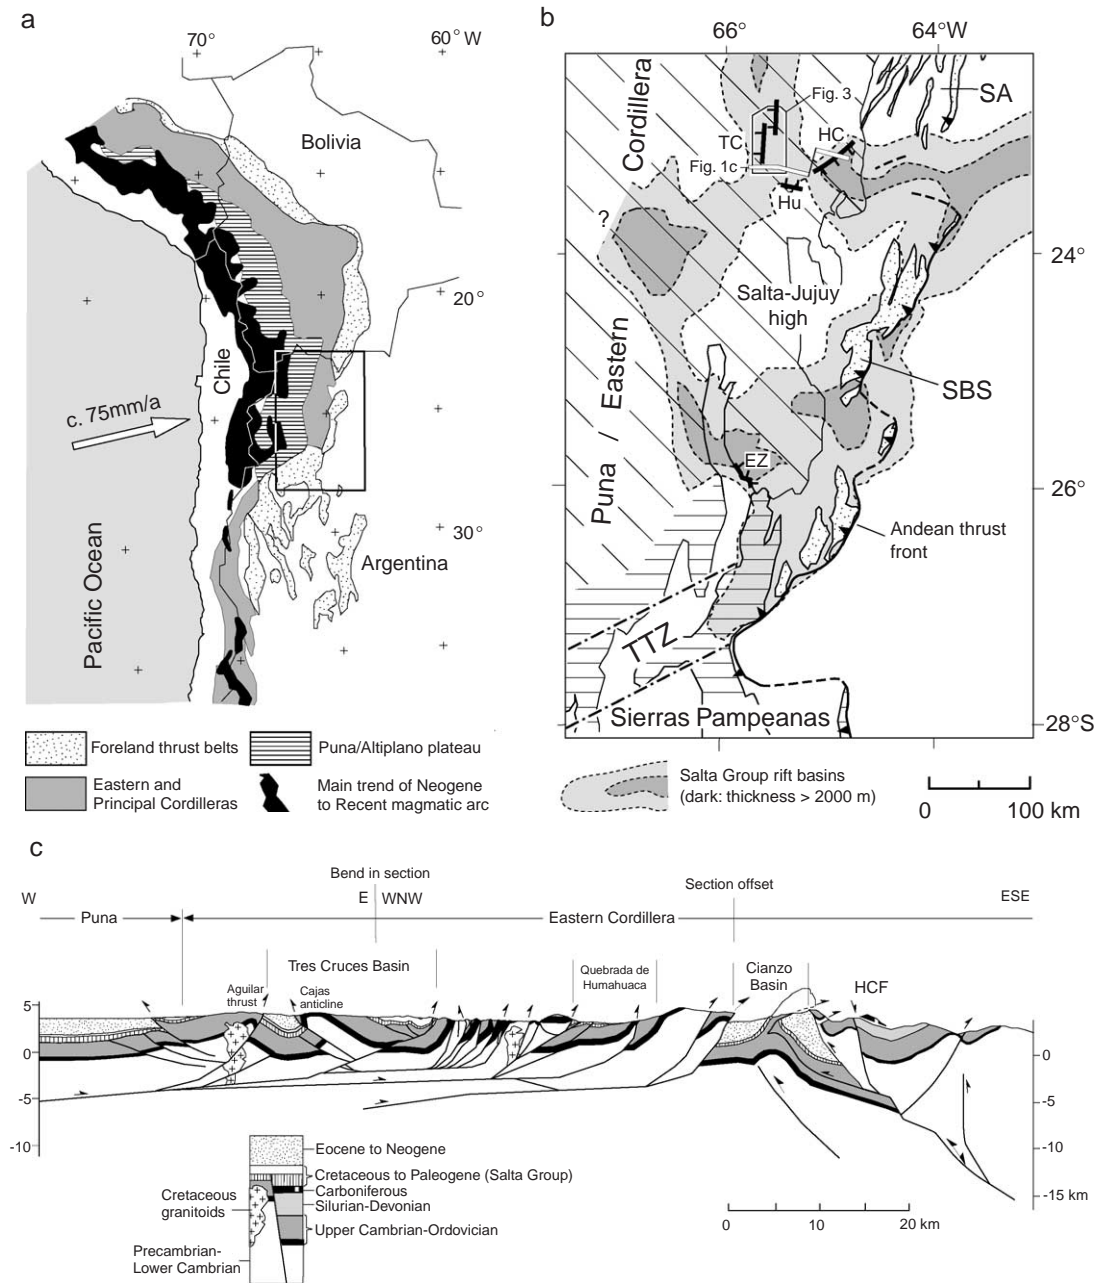 a
70°
60° W
Bolivia
20°
Chile
c. 75mm/a
30°
Argentina
Pacific Ocean
Foreland thrust belts
Puna/Altiplano plateau
Eastern and
Principal Cordilleras
Main trend of Neogene
to Recent magmatic arc
b
66°
64°W
Cordillera
Fig. 3
SA
TC
HC
Fig. 1c
Hu
?
24°
Salta-Jujuy
high
Eastern
SBS
/
Puna
EZ
26°
Andean thrust
front
TTZ
Sierras Pampeanas
28°S
Salta Group rift basins
(dark: thickness > 2000 m)
0
100 km
c
Bend in section
Section offset
W
E
WNW
ESE
Puna
Eastern Cordillera
Tres Cruces Basin
Quebrada de
Humahuaca
Cianzo
Basin
HCF
Aguilar
thrust
Cajas
anticline
5
0
-5
-10
0
-5
-10
-15 km
Eocene to Neogene
Cretaceous to Paleogene (Salta Group)
Carboniferous
Silurian-Devonian
Cretaceous
granitoids
Upper Cambrian-Ordovician
Precambrian-
Lower Cambrian
0
10
20 km